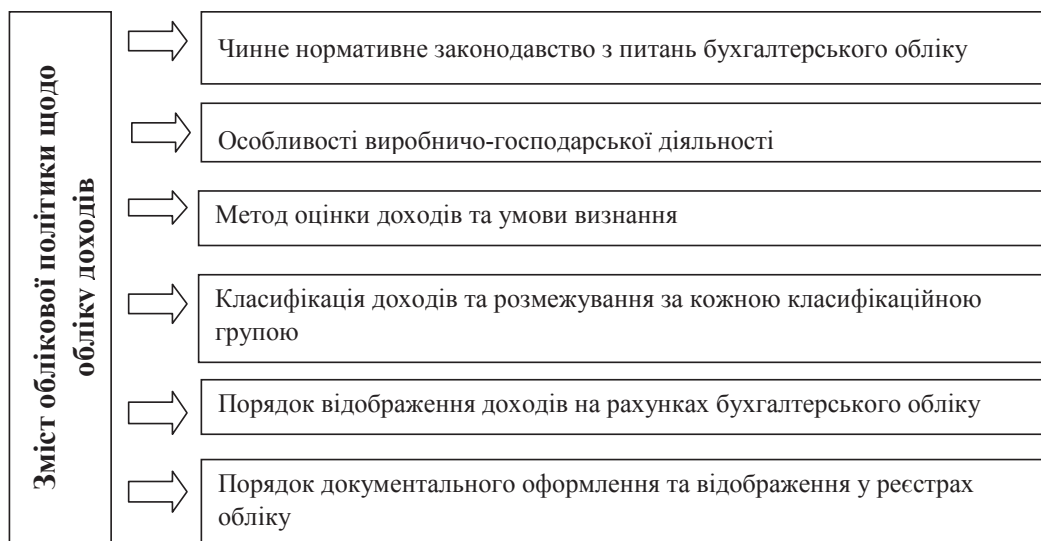 Зміст облікової політики щодо
обліку доходів
Чинне нормативне законодавство з питань бухгалтерського обліку
Особливості виробничо-господарської діяльності
Метод оцінки доходів та умови визнання
Класифікація доходів та розмежування за кожною класифікаційною
групою
Порядок відображення доходів на рахунках бухгалтерського обліку
Порядок документального оформлення та відображення у реєстрах
обліку